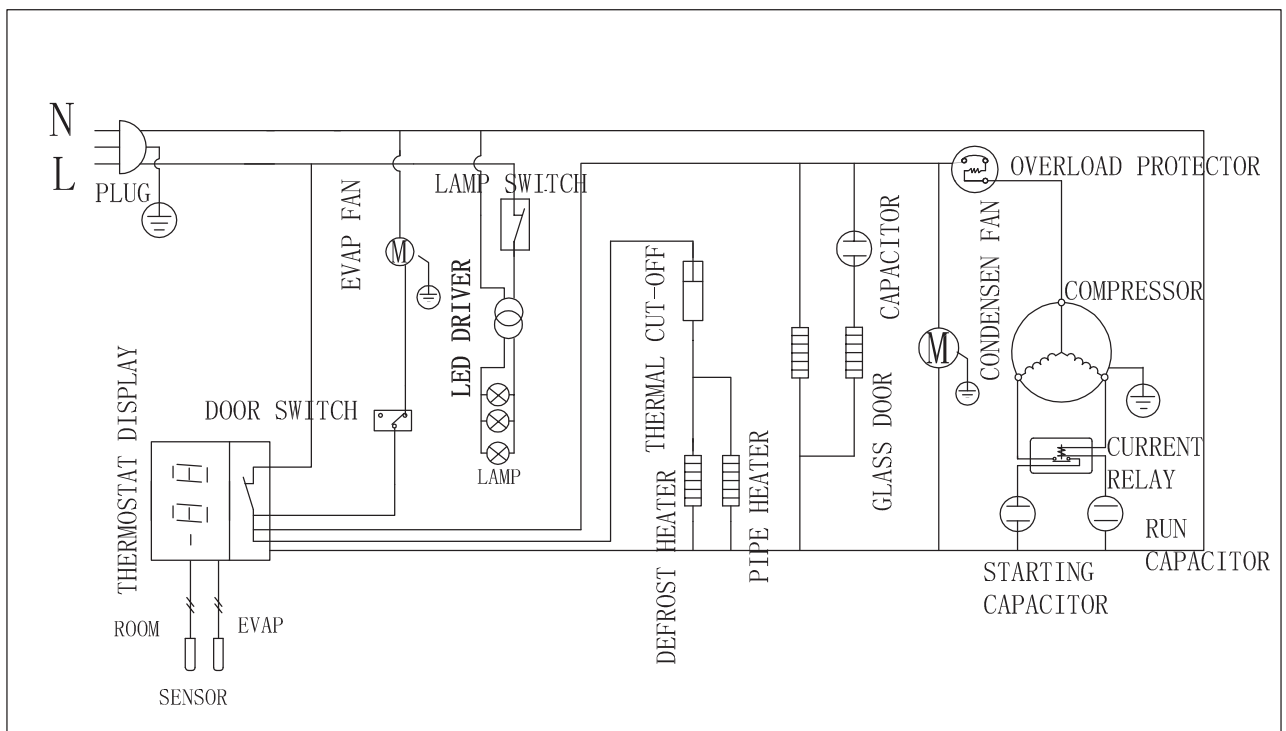 N
L
PLUG
EVAP FAN
M
LAMP SWITCH
LED DRIVER
LAMP
DOOR SWITCH
THERMOSTAT DISPLAY
ROOM
EVAP
SENSOR
THERMAL CUT-OFF
DEFROST HEATER
PIPE HEATER
CAPACITOR
GLASS DOOR
M
CONDENSEN FAN
OVERLOAD PROTECTOR
COMPRESSOR
CURRENT
RELAY
STARTING
CAPACITOR
RUN
CAPACITOR